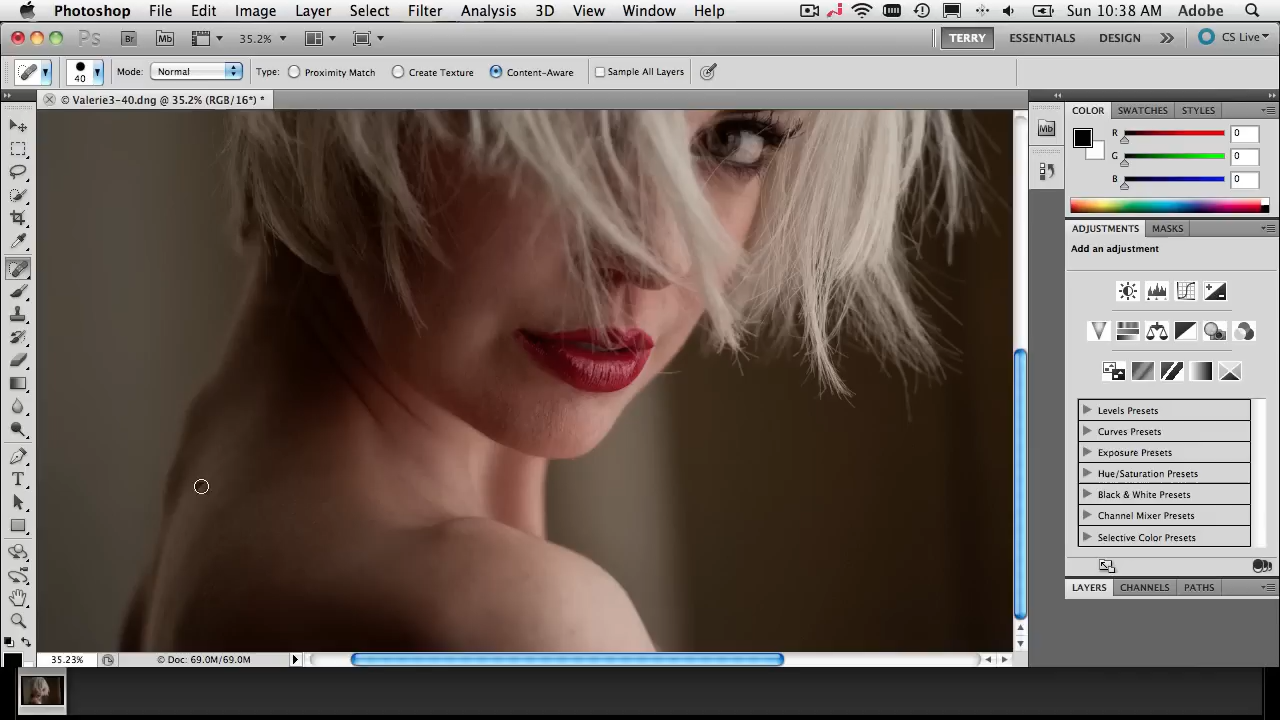 Photoshop File Edit Image Layer Select Filter Analysis 3D View Window Help Sun 10:38 AM Adobe
Ps Br Mb 35.2% TERRY ESSENTIALS DESIGN CS Live
40 Mode: Normal Type: Proximity Match Create Texture Content-Aware Sample All Layers
© Valerie3-40.dng @ 35.2% (RGB/16*) *
COLOR SWATCHES STYLES
Mb
R 0
G 0
B 0
ADJUSTMENTS MASKS
Add an adjustment
Levels Presets
Curves Presets
Exposure Presets
Hue/Saturation Presets
Black & White Presets
Channel Mixer Presets
Selective Color Presets
LAYERS CHANNELS PATHS
35.23% © Doc: 69.0M/69.0M